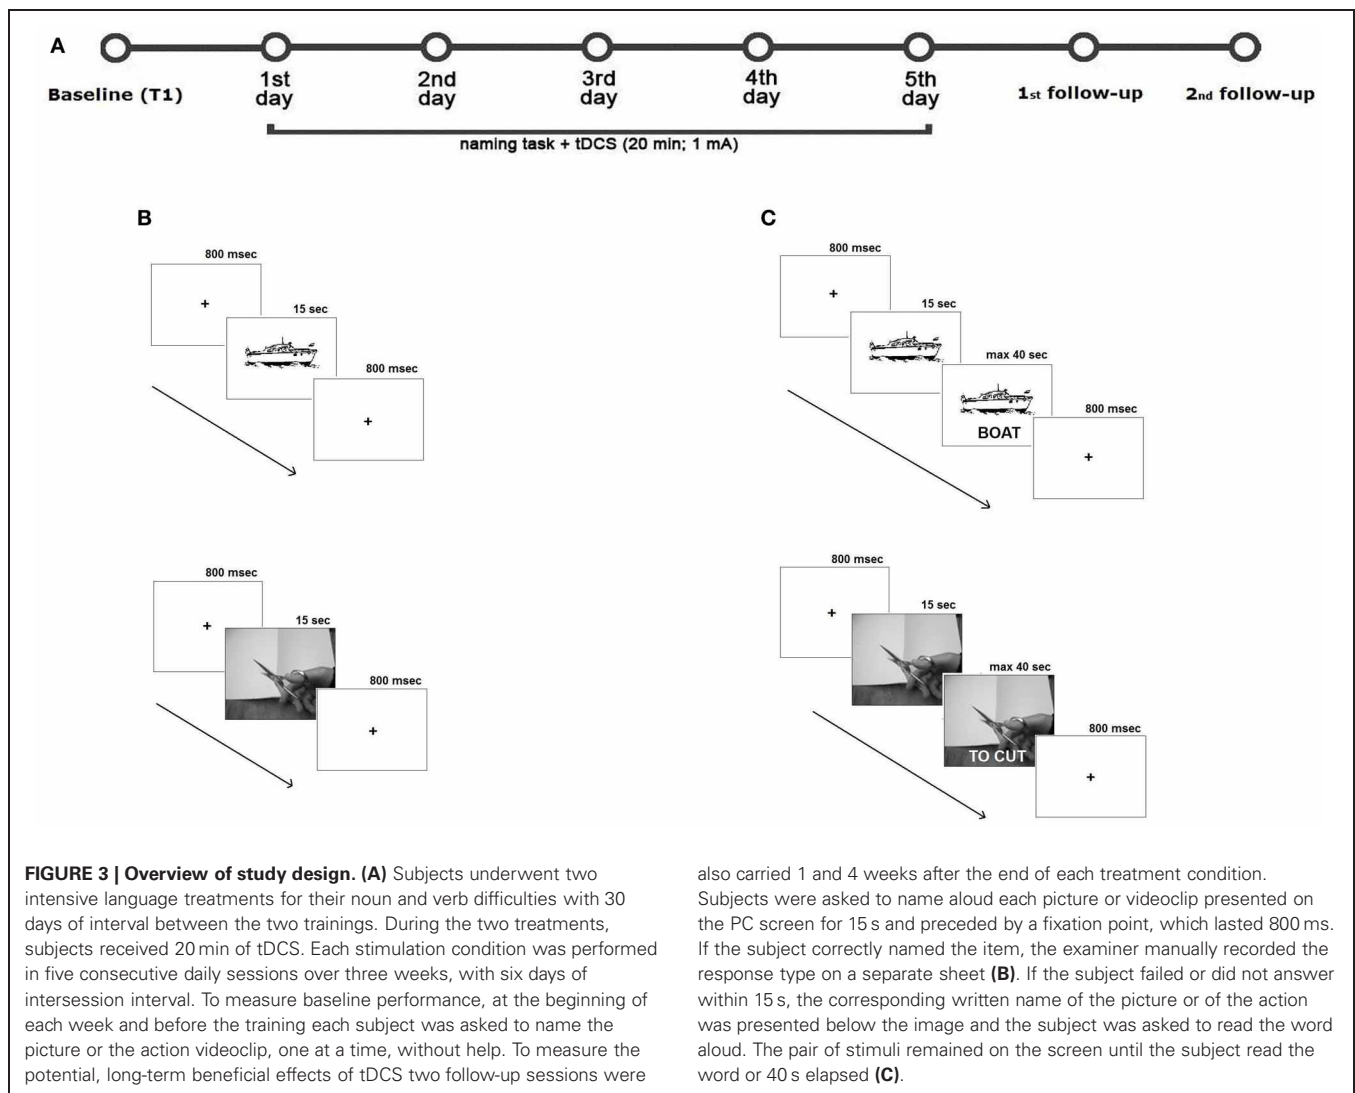 A
Baseline (T1)
1st
day
2nd
day
3rd
day
4th
day
5th
day
1st follow-up
2nd follow-up
naming task + tDCS (20 min; 1 mA)
B
800 msec
+
15 sec
800 msec
+
800 msec
+
15 sec
800 msec
+
C
800 msec
+
15 sec
max 40 sec
BOAT
800 msec
+
800 msec
+
15 sec
max 40 sec
TO CUT
800 msec
+
FIGURE 3 | Overview of study design. (A) Subjects underwent two
intensive language treatments for their noun and verb difficulties with 30
days of interval between the two trainings. During the two treatments,
subjects received 20 min of tDCS. Each stimulation condition was performed
in five consecutive daily sessions over three weeks, with six days of
intersession interval. To measure baseline performance, at the beginning of
each week and before the training each subject was asked to name the
picture or the action videoclip, one at a time, without help. To measure the
potential, long-term beneficial effects of tDCS two follow-up sessions were
also carried 1 and 4 weeks after the end of each treatment condition.
Subjects were asked to name aloud each picture or videoclip presented on
the PC screen for 15 s and preceded by a fixation point, which lasted 800 ms.
If the subject correctly named the item, the examiner manually recorded the
response type on a separate sheet (B). If the subject failed or did not answer
within 15 s, the corresponding written name of the picture or of the action
was presented below the image and the subject was asked to read the word
aloud. The pair of stimuli remained on the screen until the subject read the
word or 40 s elapsed (C).